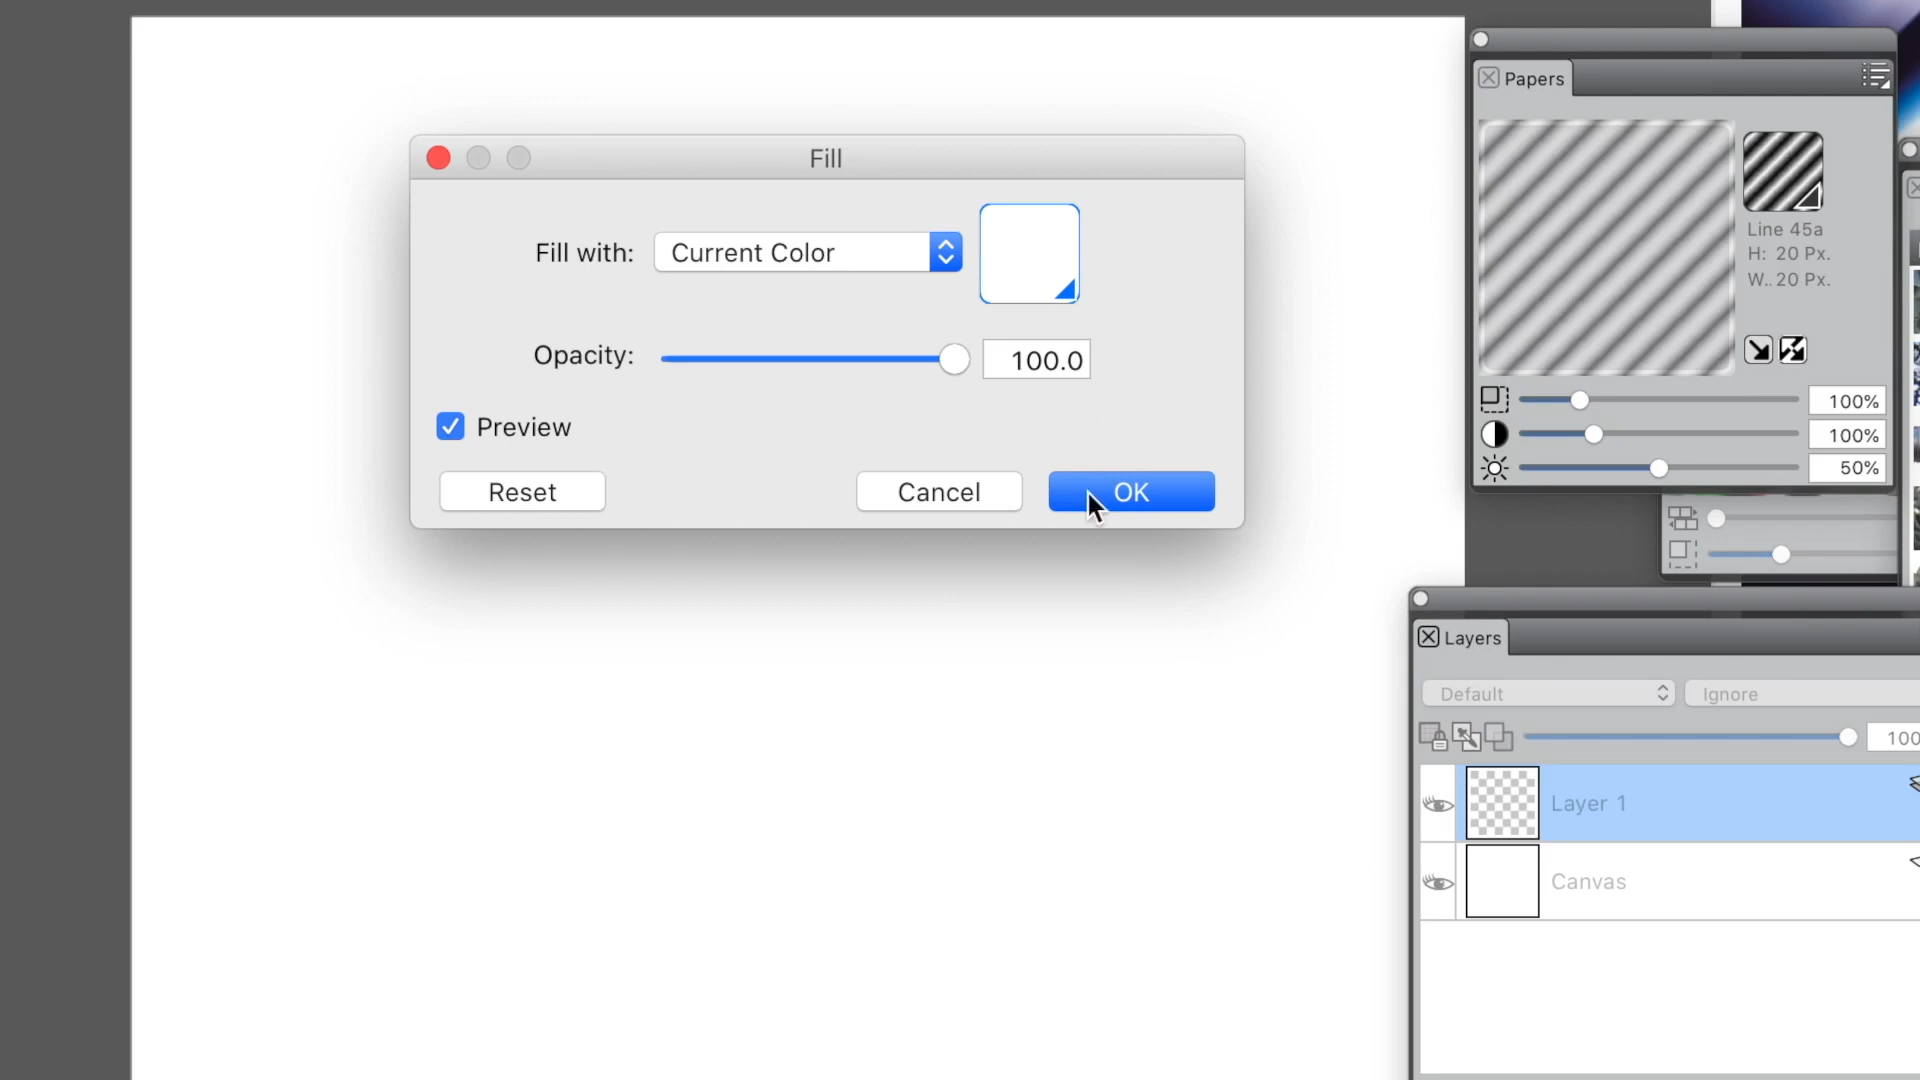 Fill
Fill with:
Current Color
Opacity:
100.0
Preview
Reset
Cancel
OK
Papers
Line 45a
H: 20 Px.
W.. 20 Px.
100%
100%
50%
Layers
Default
Ignore
100
Layer 1
Canvas